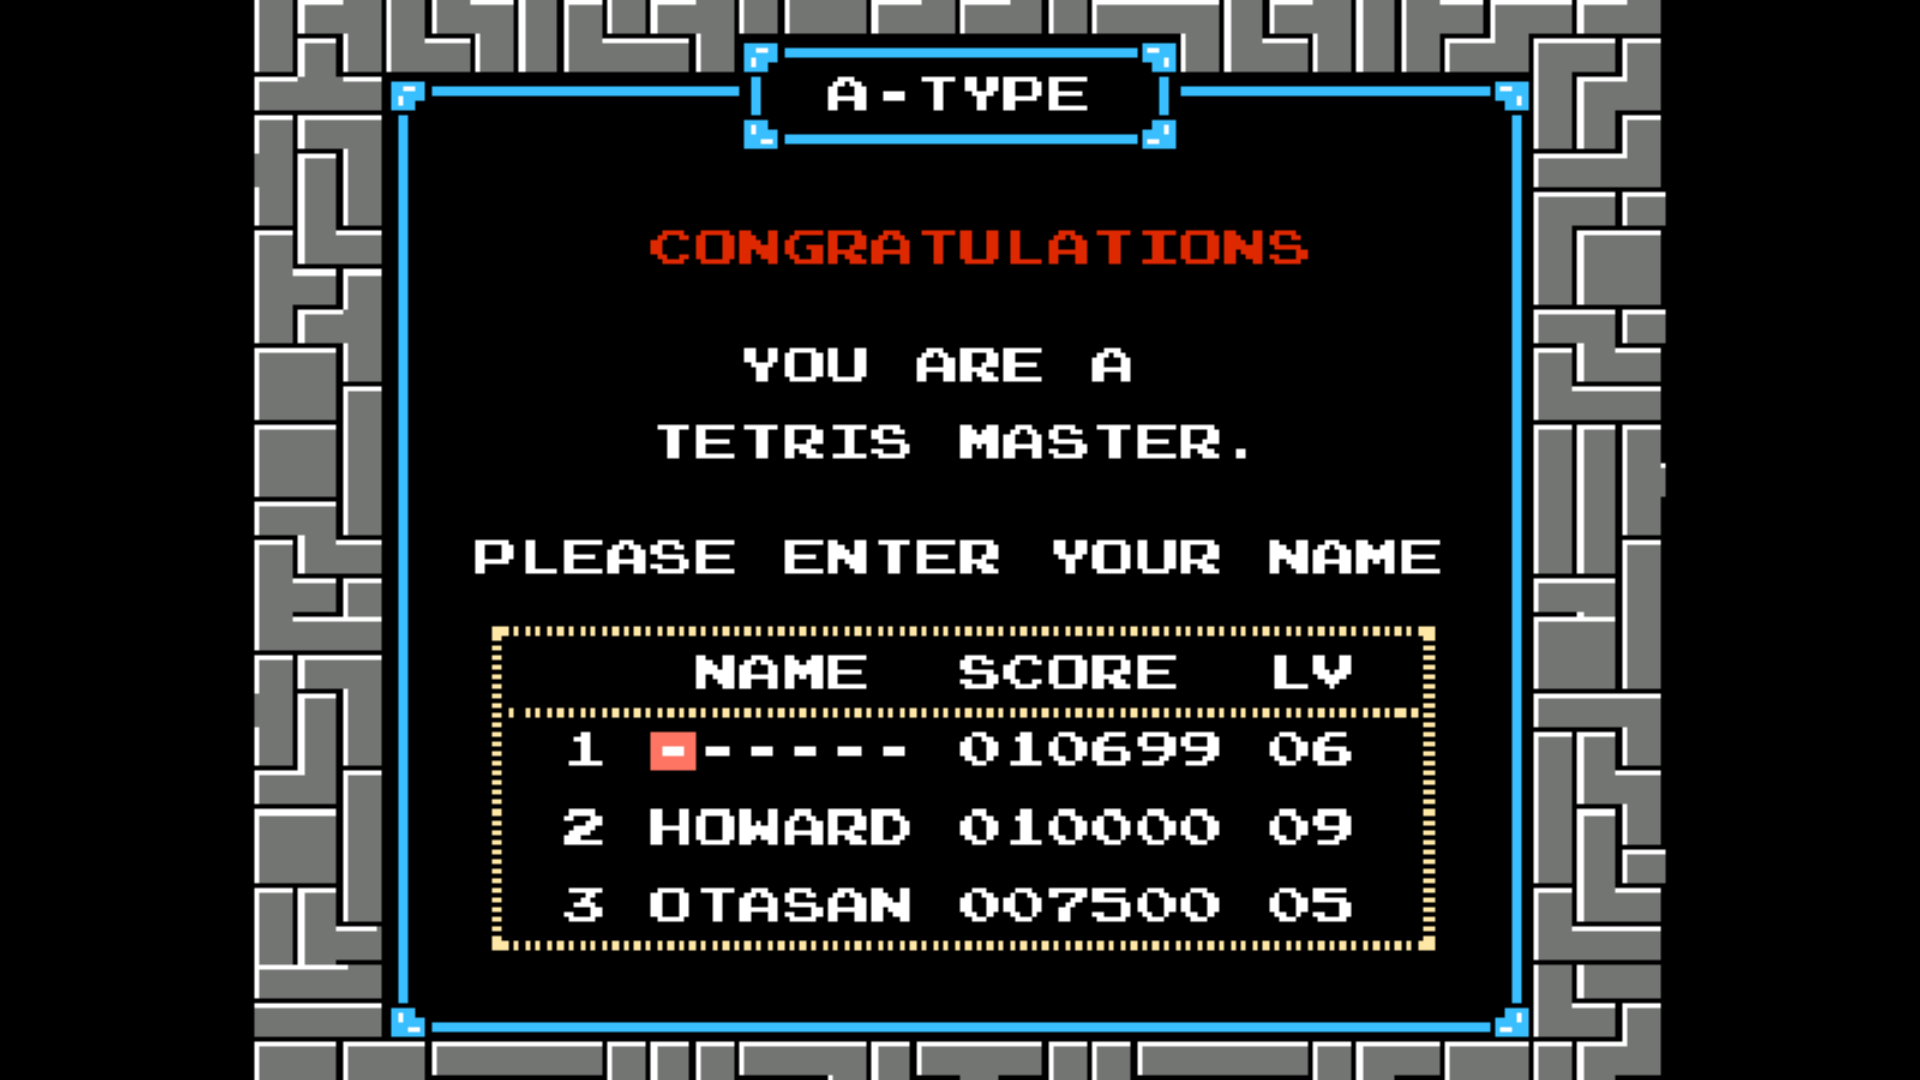 A-TYPE
CONGRATULATIONS
YOU ARE A
TETRIS MASTER.
PLEASE ENTER YOUR NAME
NAME SCORE LV
1 ------ 010699 06
2 HOWARD 010000 09
3 OTASAN 007500 05